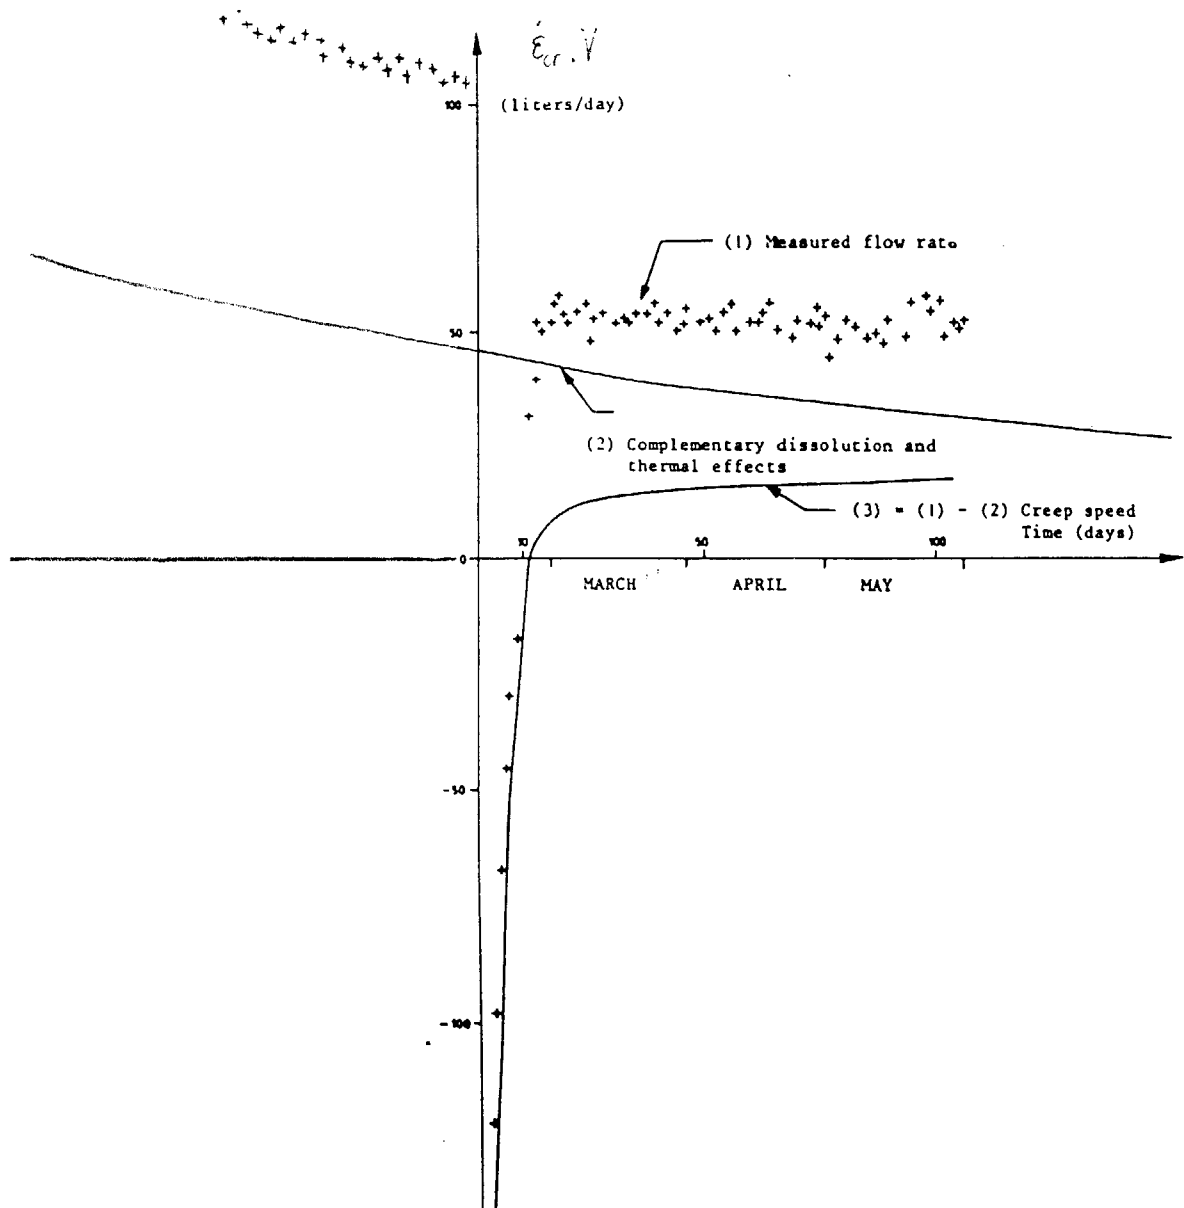 ε̇cr . V
100 (liters/day)
(1) Measured flow rate
50
(2) Complementary dissolution and
thermal effects
(3) = (1) - (2) Creep speed
Time (days)
0 10 50 100
MARCH APRIL MAY
-50
-100